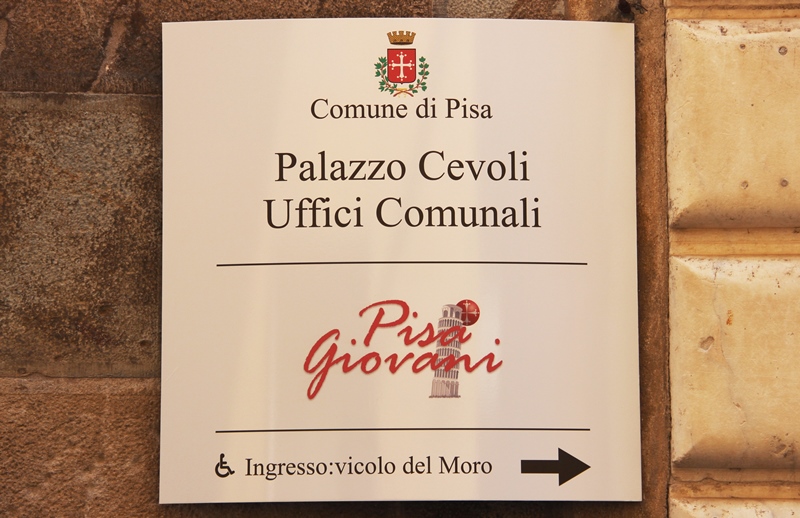 Comune di Pisa
Palazzo Cevoli
Uffici Comunali
Pisa
Giovani
Ingresso:vicolo del Moro